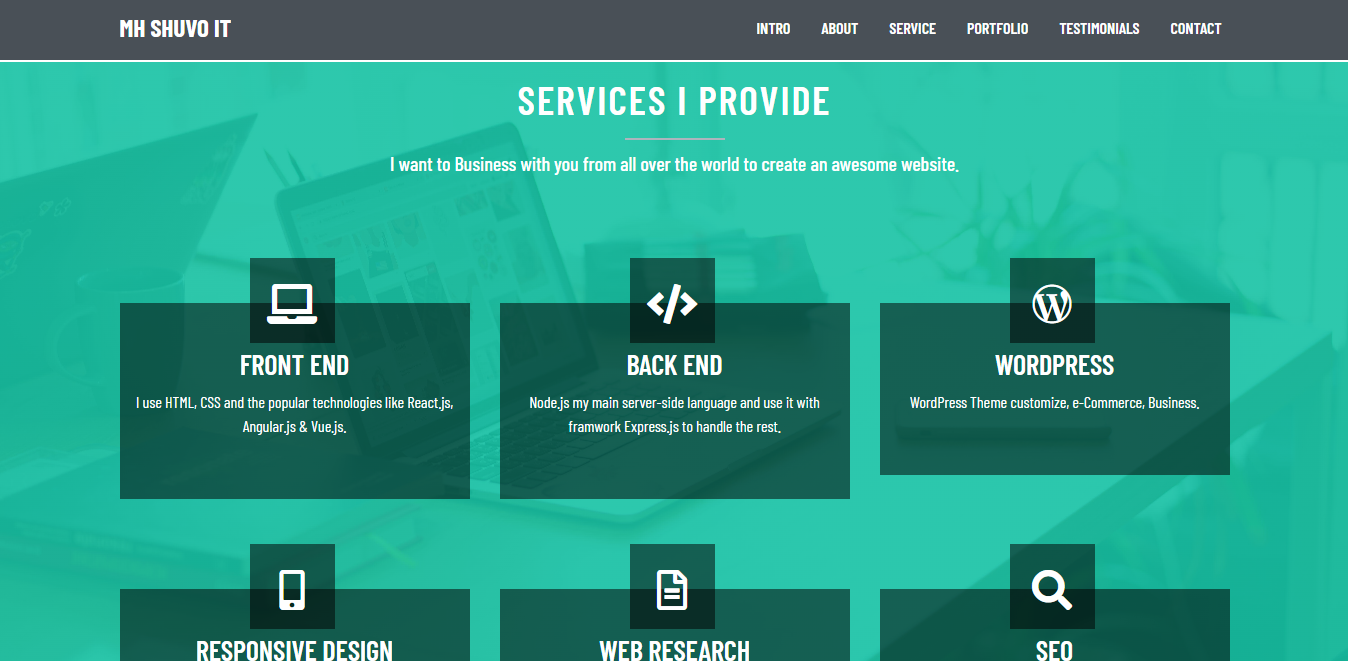 MH SHUVO IT
INTRO ABOUT SERVICE PORTFOLIO TESTIMONIALS CONTACT
SERVICES I PROVIDE
I want to Business with you from all over the world to create an awesome website.
FRONT END
I use HTML, CSS and the popular technologies like React.js,
Angular.js & Vue.js.
BACK END
Node.js my main server-side language and use it with
framwork Express.js to handle the rest.
WORDPRESS
WordPress Theme customize, e-Commerce, Business.
RESPONSIVE DESIGN
WEB RESEARCH
SEO